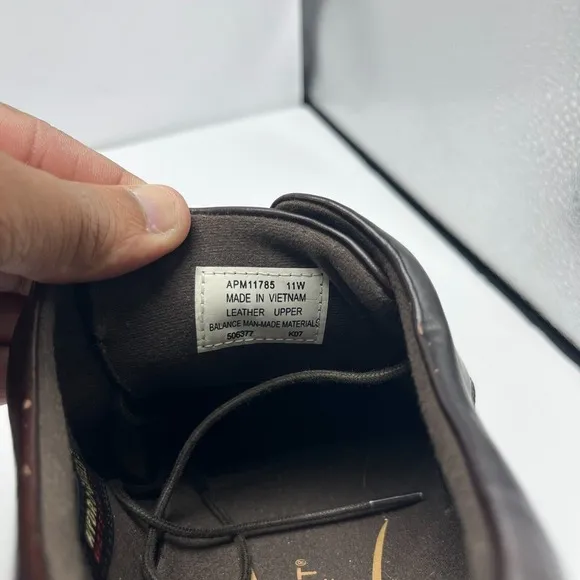 APM11785 11W
MADE IN VIETNAM
LEATHER UPPER
BALANCE MAN-MADE MATERIALS
506377 K07